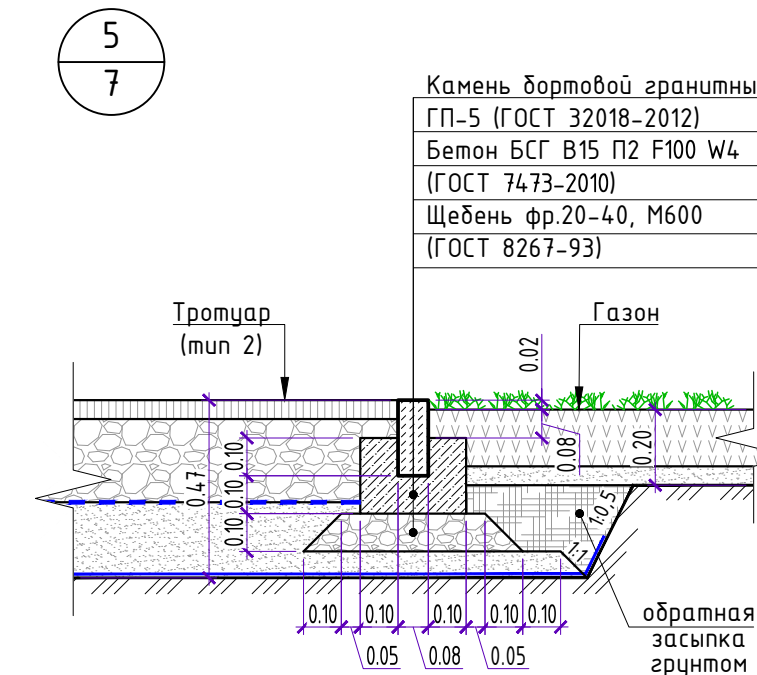 5
7
Камень бортовой гранитны
ГП-5 (ГОСТ 32018-2012)
Бетон БСГ В15 П2 F100 W4
(ГОСТ 7473-2010)
Щебень фр.20-40, М600
(ГОСТ 8267-93)
Тротуар
(тип 2)
Газон
0.02
0.08
0.20
0.47
0.10
0.10
0.10
1:0,5
1:1
0.10
0.10
0.10
0.10
0.10
0.05
0.08
0.05
обратная
засыпка
грунтом